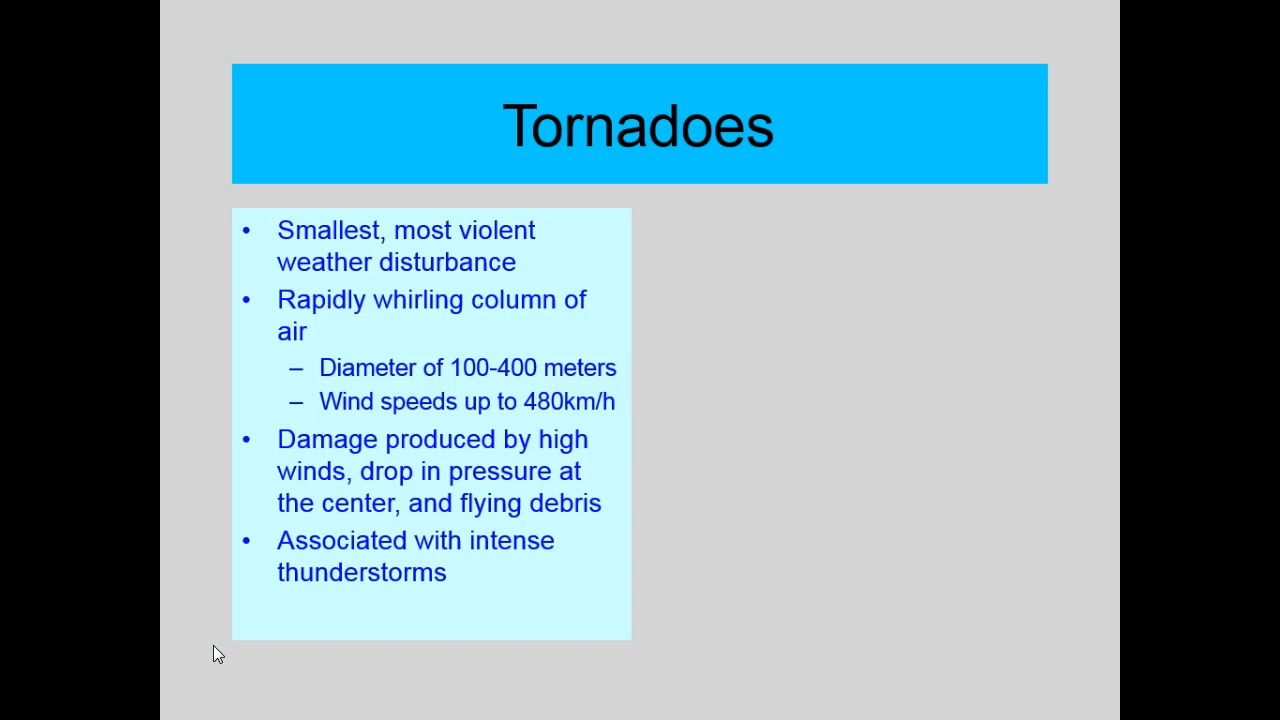 Tornadoes
• Smallest, most violent
weather disturbance
• Rapidly whirling column of
air
– Diameter of 100-400 meters
– Wind speeds up to 480km/h
• Damage produced by high
winds, drop in pressure at
the center, and flying debris
• Associated with intense
thunderstorms